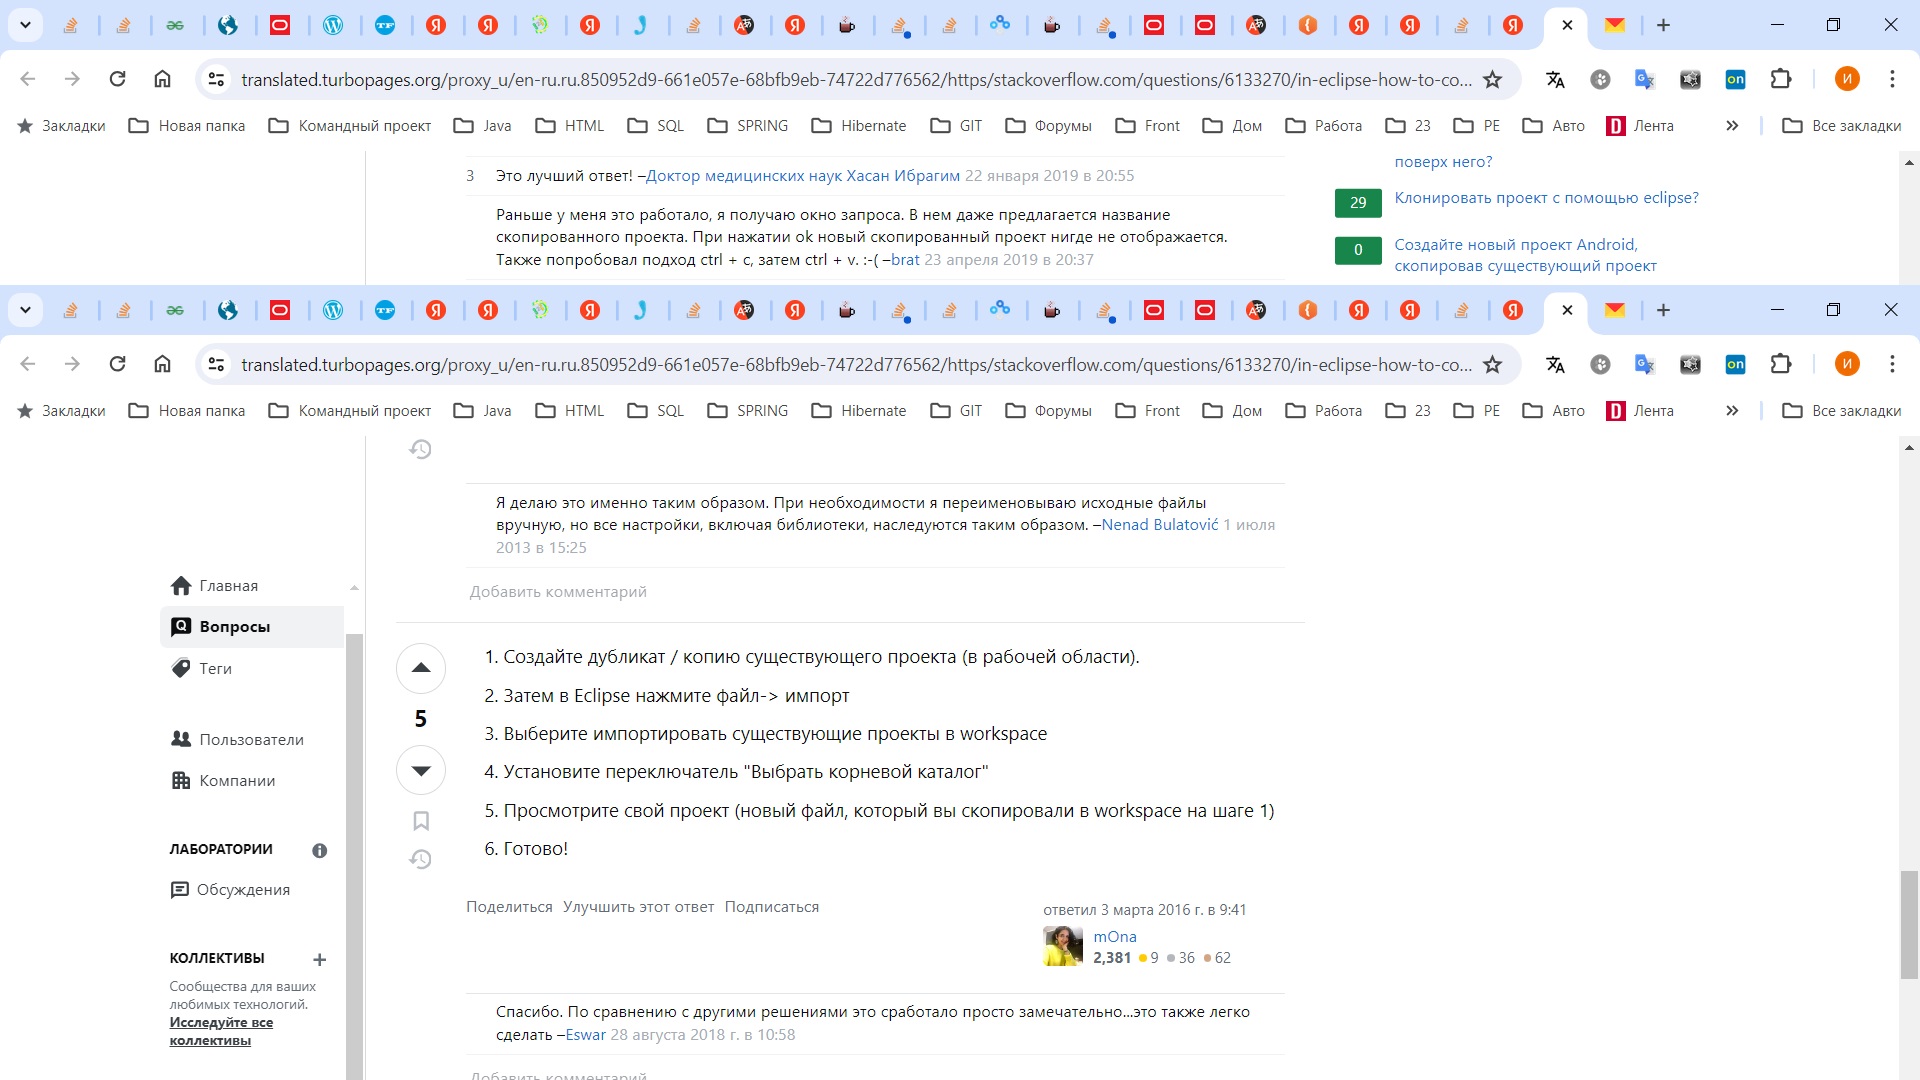 translated.turbopages.org/proxy_u/en-ru.ru.850952d9-661e057e-68bfb9eb-74722d776562/https/stackoverflow.com/questions/6133270/in-eclipse-how-to-co...
Закладки Новая папка Командный проект Java HTML SQL SPRING Hibernate GIT Форумы Front Дом Работа 23 PE Авто Лента » Все закладки
3 Это лучший ответ! –Доктор медицинских наук Хасан Ибрагим 22 января 2019 в 20:55
Раньше у меня это работало, я получаю окно запроса. В нем даже предлагается название
скопированного проекта. При нажатии ok новый скопированный проект нигде не отображается.
Также попробовал подход ctrl + c, затем ctrl + v. :-( –brat 23 апреля 2019 в 20:37
поверх него?
29 Клонировать проект с помощью eclipse?
0 Создайте новый проект Android,
скопировав существующий проект
translated.turbopages.org/proxy_u/en-ru.ru.850952d9-661e057e-68bfb9eb-74722d776562/https/stackoverflow.com/questions/6133270/in-eclipse-how-to-co...
Закладки Новая папка Командный проект Java HTML SQL SPRING Hibernate GIT Форумы Front Дом Работа 23 PE Авто Лента » Все закладки
Главная
Вопросы
Теги
Пользователи
Компании
ЛАБОРАТОРИИ
Обсуждения
КОЛЛЕКТИВЫ
Сообщества для ваших
любимых технологий.
Исследуйте все
коллективы
Я делаю это именно таким образом. При необходимости я переименовываю исходные файлы
вручную, но все настройки, включая библиотеки, наследуются таким образом. –Nenad Bulatović 1 июля
2013 в 15:25
Добавить комментарий
5
1. Создайте дубликат / копию существующего проекта (в рабочей области).
2. Затем в Eclipse нажмите файл-> импорт
3. Выберите импортировать существующие проекты в workspace
4. Установите переключатель "Выбрать корневой каталог"
5. Просмотрите свой проект (новый файл, который вы скопировали в workspace на шаге 1)
6. Готово!
Поделиться Улучшить этот ответ Подписаться
ответил 3 марта 2016 г. в 9:41
mOna
2,381 9 36 62
Спасибо. По сравнению с другими решениями это сработало просто замечательно...это также легко
сделать –Eswar 28 августа 2018 г. в 10:58
Добавить комментарий